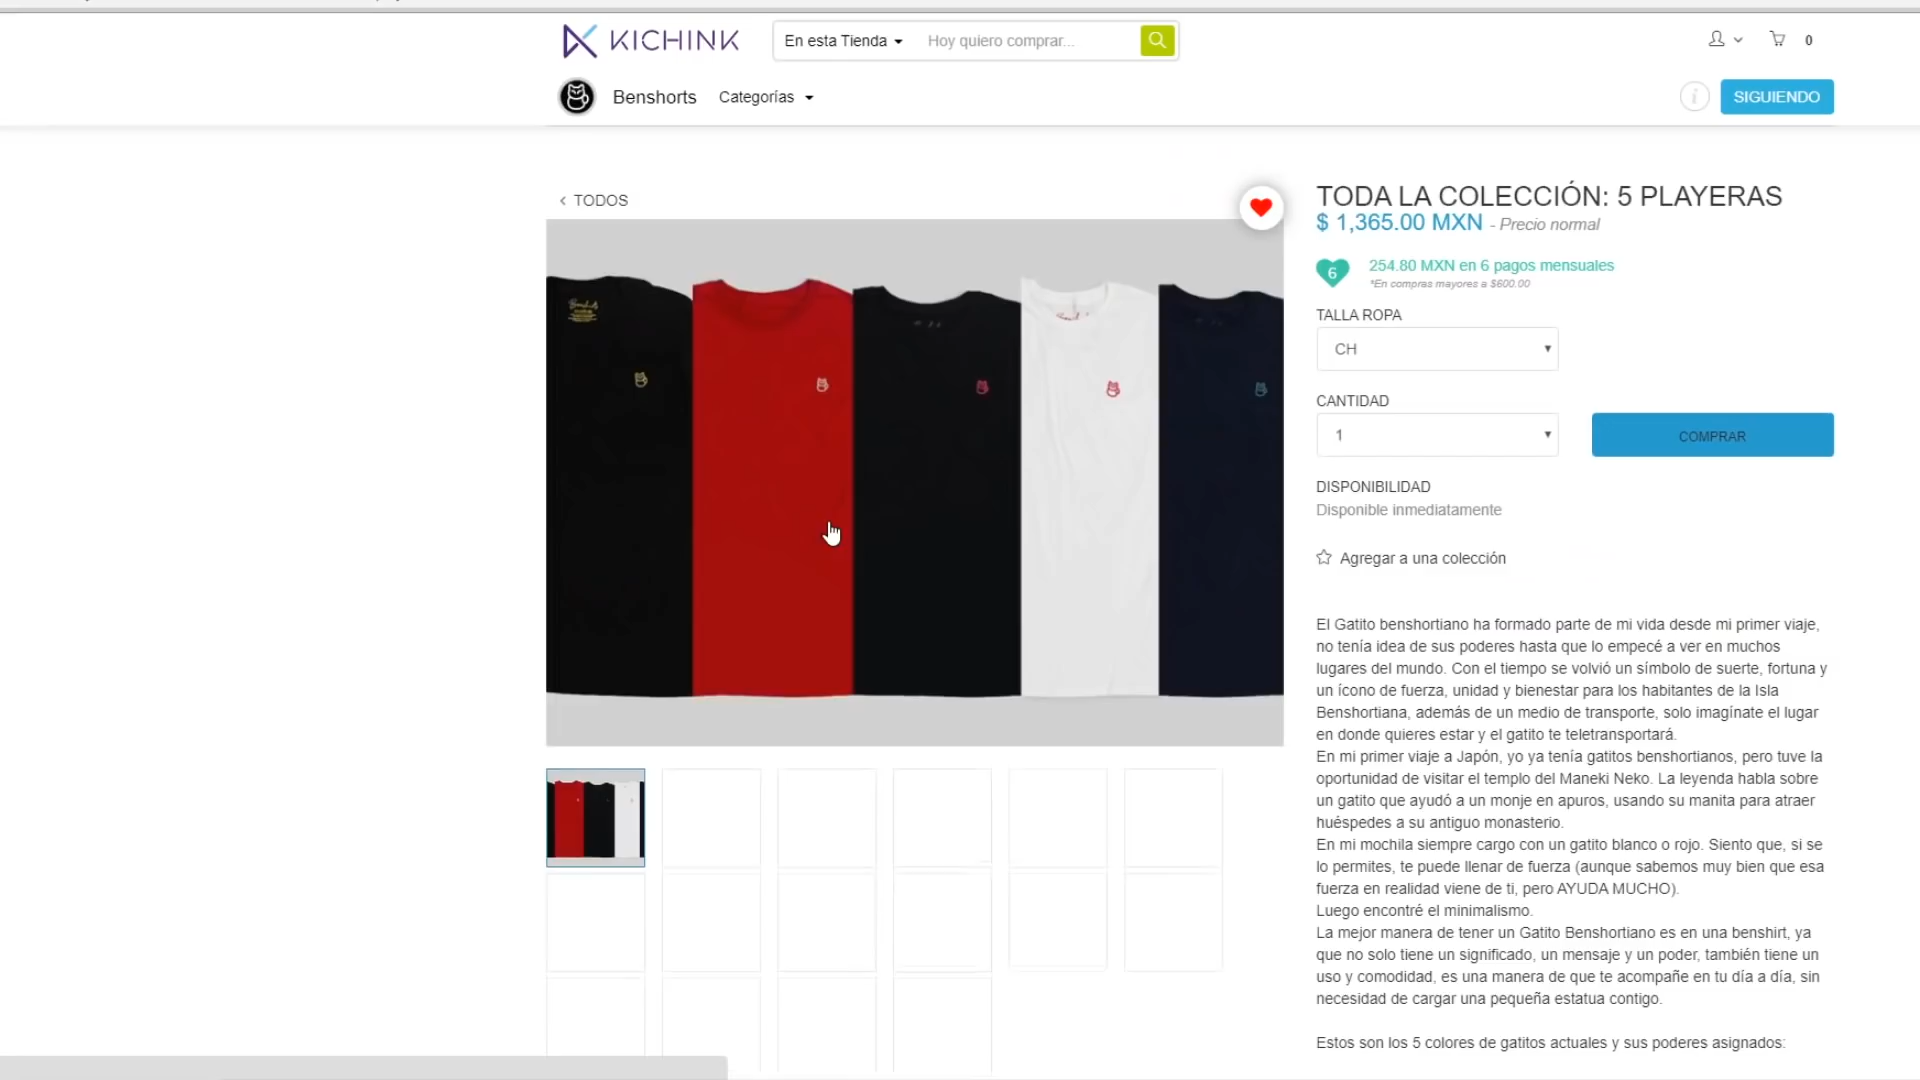 KICHINK
En esta Tienda
Hoy quiero comprar...
0
Benshorts
Categorías
i
SIGUIENDO
‹ TODOS
TODA LA COLECCIÓN: 5 PLAYERAS
$ 1,365.00 MXN - Precio normal
6
254.80 MXN en 6 pagos mensuales
*En compras mayores a $600.00
TALLA ROPA
CH
CANTIDAD
1
COMPRAR
DISPONIBILIDAD
Disponible inmediatamente
Agregar a una colección
El Gatito benshortiano ha formado parte de mi vida desde mi primer viaje,
no tenía idea de sus poderes hasta que lo empecé a ver en muchos
lugares del mundo. Con el tiempo se volvió un símbolo de suerte, fortuna y
un ícono de fuerza, unidad y bienestar para los habitantes de la Isla
Benshortiana, además de un medio de transporte, solo imagínate el lugar
en donde quieres estar y el gatito te teletransportará.
En mi primer viaje a Japón, yo ya tenía gatitos benshortianos, pero tuve la
oportunidad de visitar el templo del Maneki Neko. La leyenda habla sobre
un gatito que ayudó a un monje en apuros, usando su manita para atraer
huéspedes a su antiguo monasterio.
En mi mochila siempre cargo con un gatito blanco o rojo. Siento que, si se
lo permites, te puede llenar de fuerza (aunque sabemos muy bien que esa
fuerza en realidad viene de ti, pero AYUDA MUCHO).
Luego encontré el minimalismo.
La mejor manera de tener un Gatito Benshortiano es en una benshirt, ya
que no solo tiene un significado, un mensaje y un poder, también tiene un
uso y comodidad, es una manera de que te acompañe en tu día a día, sin
necesidad de cargar una pequeña estatua contigo.
Estos son los 5 colores de gatitos actuales y sus poderes asignados: